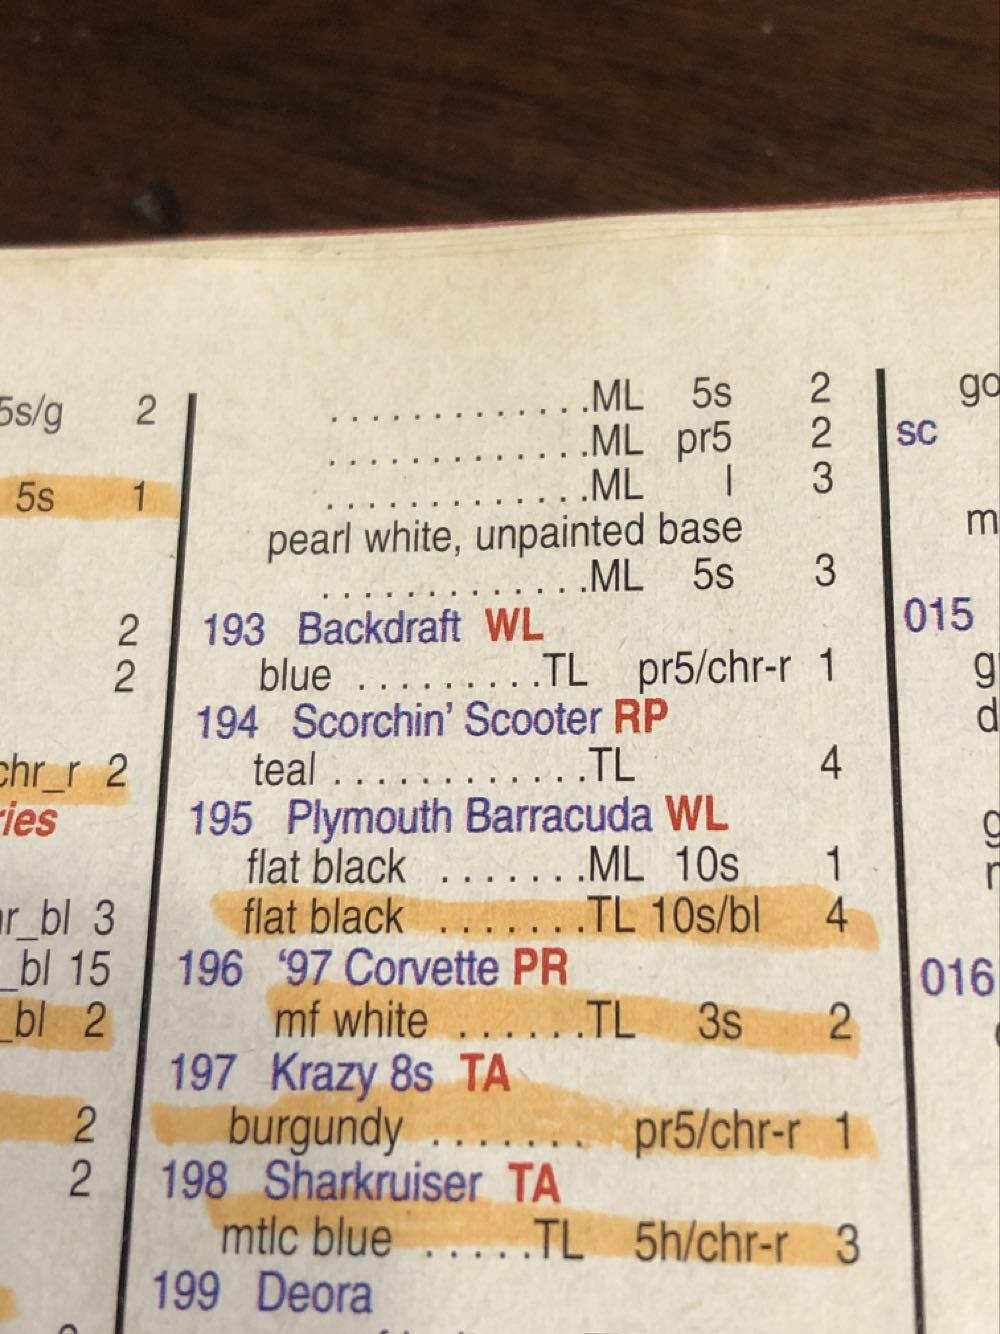 5s/g 2
5s 1
2
2
chr_r 2
ries
r_bl 3
_bl 15
_bl 2
2
2
.............ML 5s 2
.............ML pr5 2
.............ML l 3
pearl white, unpainted base
.............ML 5s 3
193 Backdraft WL
blue .........TL pr5/chr-r 1
194 Scorchin' Scooter RP
teal ............TL 4
195 Plymouth Barracuda WL
flat black .......ML 10s 1
flat black .......TL 10s/bl 4
196 '97 Corvette PR
mf white ......TL 3s 2
197 Krazy 8s TA
burgundy ....... pr5/chr-r 1
198 Sharkruiser TA
mtlc blue .....TL 5h/chr-r 3
199 Deora
go
sc
m
015
g
d
g
016